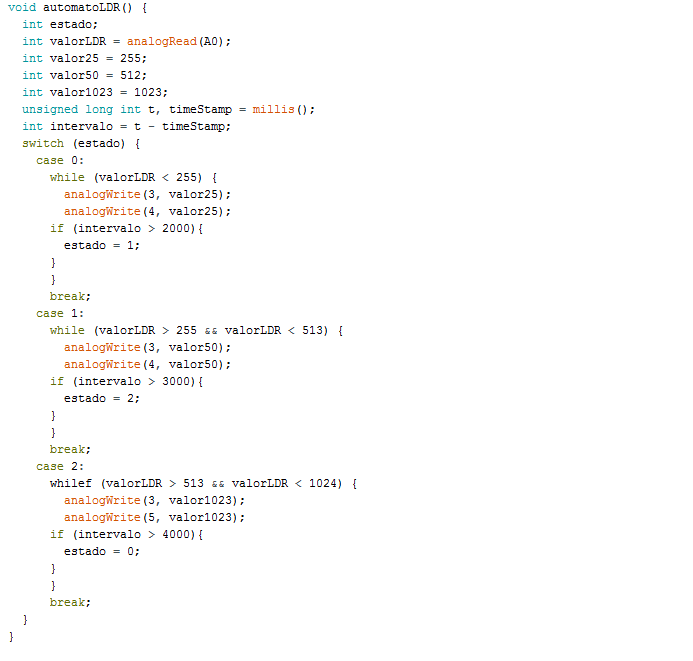 void automatoLDR() {
  int estado;
  int valorLDR = analogRead(A0);
  int valor25 = 255;
  int valor50 = 512;
  int valor1023 = 1023;
  unsigned long int t, timeStamp = millis();
  int intervalo = t - timeStamp;
  switch (estado) {
    case 0:
      while (valorLDR < 255) {
        analogWrite(3, valor25);
        analogWrite(4, valor25);
      if (intervalo > 2000){
        estado = 1;
      }
      }
      break;
    case 1:
      while (valorLDR > 255 && valorLDR < 513) {
        analogWrite(3, valor50);
        analogWrite(4, valor50);
      if (intervalo > 3000){
        estado = 2;
      }
      }
      break;
    case 2:
      whilef (valorLDR > 513 && valorLDR < 1024) {
        analogWrite(3, valor1023);
        analogWrite(5, valor1023);
      if (intervalo > 4000){
        estado = 0;
      }
      }
      break;
  }
}